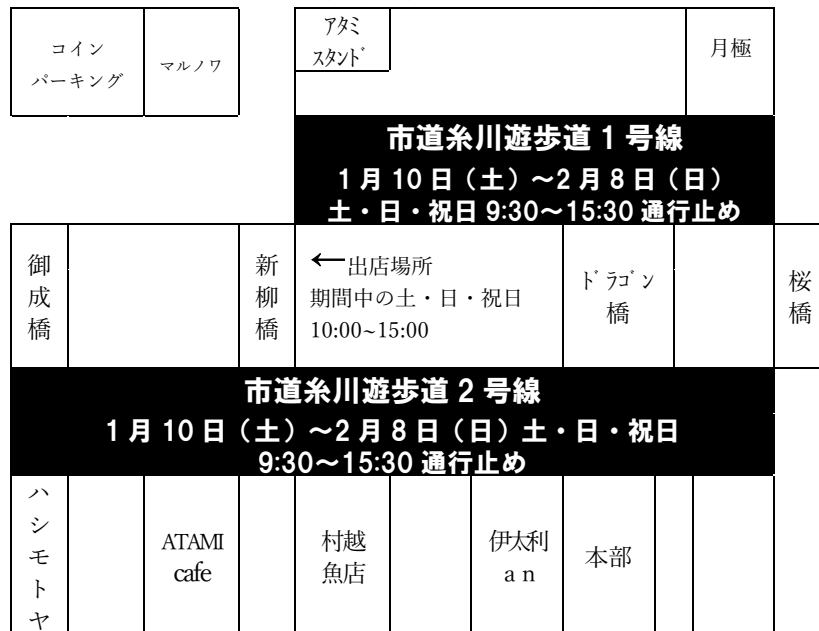 コイン
パーキング
マルノワ
ｱﾀﾐ
ｽﾀﾝﾄﾞ
月極
市道糸川遊歩道 1 号線
1 月 10 日（土）～2 月 8 日（日）
土・日・祝日 9:30～15:30 通行止め
御成橋
新柳橋
←出店場所
期間中の土・日・祝日
10:00~15:00
ﾄﾞﾗｺﾞﾝ
橋
桜橋
市道糸川遊歩道 2 号線
1 月 10 日（土）～2 月 8 日（日）土・日・祝日
9:30～15:30 通行止め
ハシモトヤ
ATAMI
cafe
村越
魚店
伊太利
ａｎ
本部